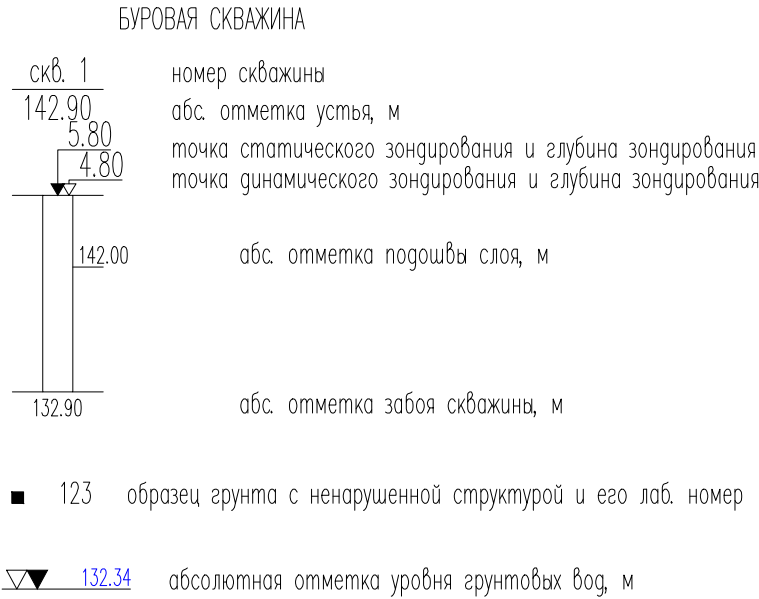 БУРОВАЯ СКВАЖИНА
скв. 1 номер скважины
142.90 абс. отметка устья, м
5.80 точка статического зондирования и глубина зондирования
4.80 точка динамического зондирования и глубина зондирования
142.00 абс. отметка подошвы слоя, м
132.90 абс. отметка забоя скважины, м
123 образец грунта с ненарушенной структурой и его лаб. номер
132.34 абсолютная отметка уровня грунтовых вод, м